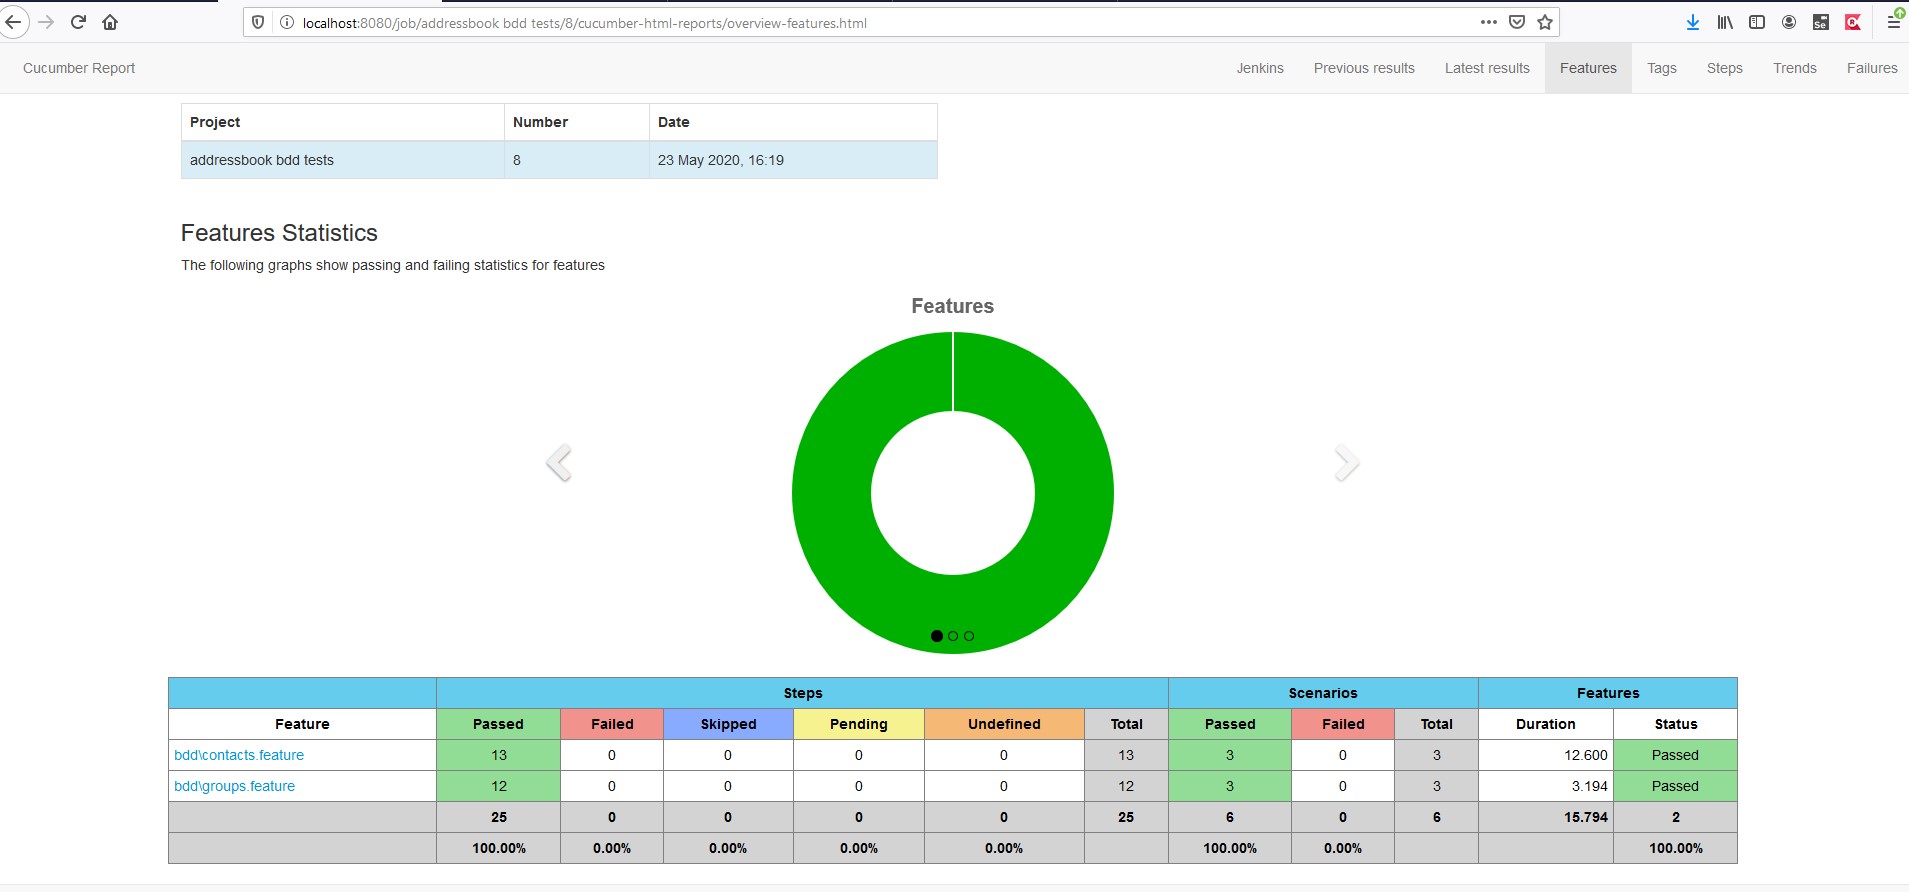 localhost:8080/job/addressbook bdd tests/8/cucumber-html-reports/overview-features.html
Se
Cucumber Report Jenkins Previous results Latest results Features Tags Steps Trends Failures
Project Number Date
addressbook bdd tests 8 23 May 2020, 16:19
Features Statistics
The following graphs show passing and failing statistics for features
Features
Steps Scenarios Features
Feature Passed Failed Skipped Pending Undefined Total Passed Failed Total Duration Status
bdd\contacts.feature 13 0 0 0 0 13 3 0 3 12.600 Passed
bdd\groups.feature 12 0 0 0 0 12 3 0 3 3.194 Passed
25 0 0 0 0 25 6 0 6 15.794 2
100.00% 0.00% 0.00% 0.00% 0.00% 100.00% 0.00% 100.00%